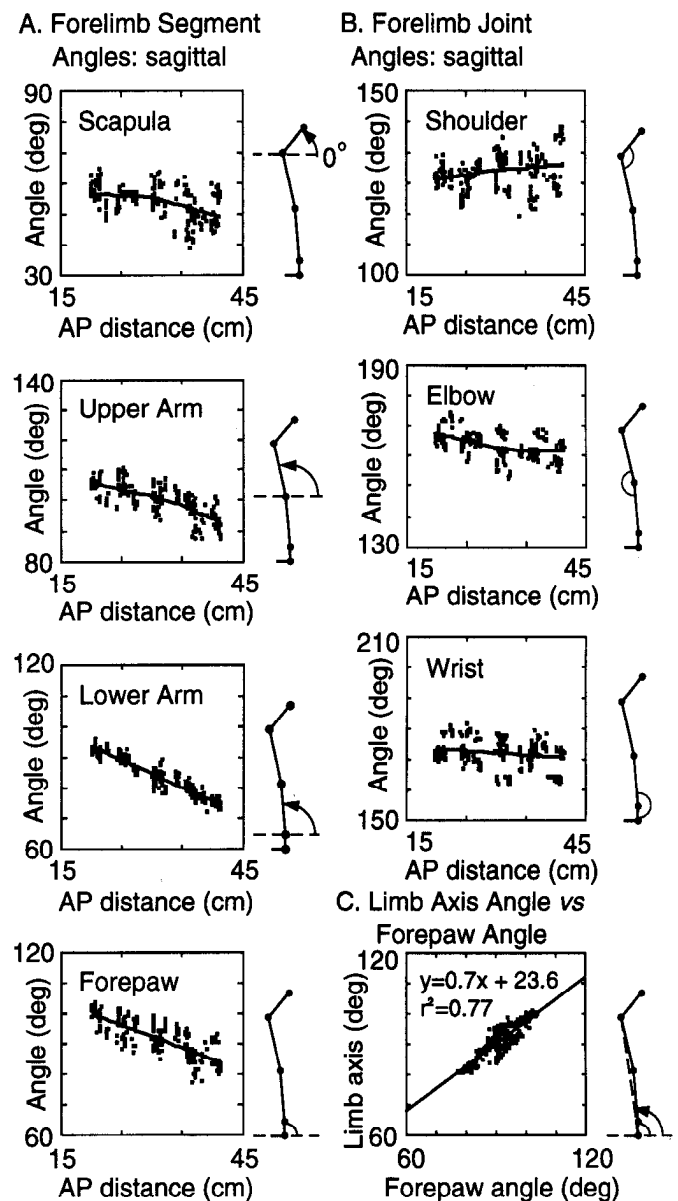 A. Forelimb Segment
Angles: sagittal
90
Scapula
Angle (deg)
30
15
45
AP distance (cm)
0°
140
Upper Arm
Angle (deg)
80
15
45
AP distance (cm)
120
Lower Arm
Angle (deg)
60
15
45
AP distance (cm)
120
Forepaw
Angle (deg)
60
15
45
AP distance (cm)
B. Forelimb Joint
Angles: sagittal
150
Shoulder
Angle (deg)
100
15
45
AP distance (cm)
190
Elbow
Angle (deg)
130
15
45
AP distance (cm)
210
Wrist
Angle (deg)
150
15
45
AP distance (cm)
C. Limb Axis Angle vs
Forepaw Angle
120
y=0.7x + 23.6
r²=0.77
Limb axis (deg)
60
60
120
Forepaw angle (deg)